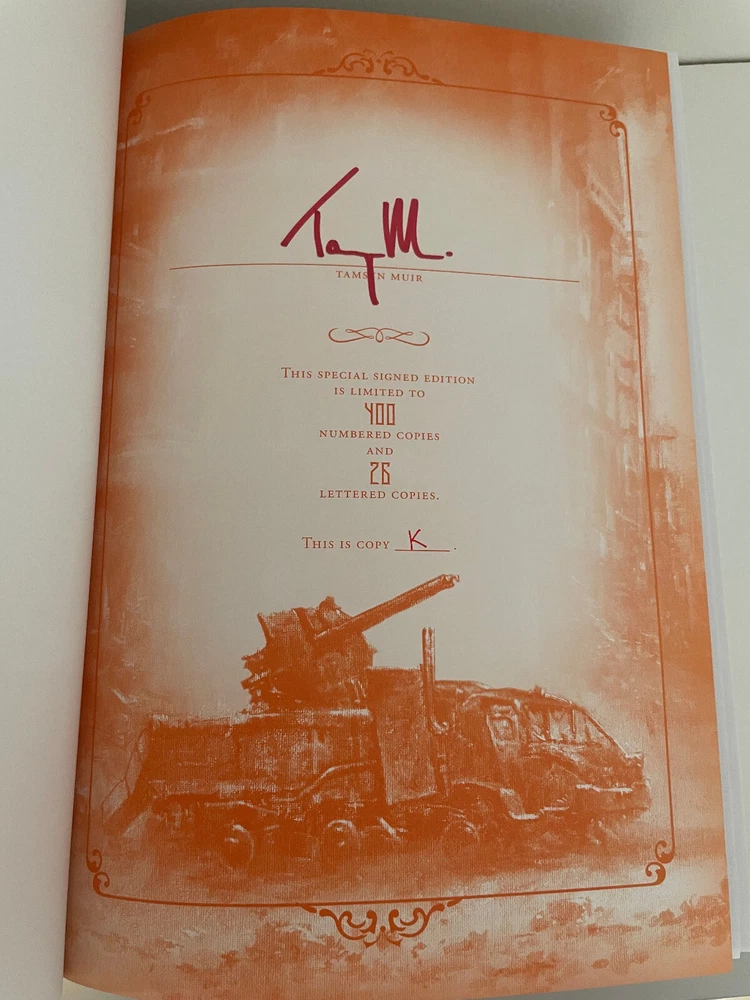 Tay M.
TAMSYN MUIR
THIS SPECIAL SIGNED EDITION
IS LIMITED TO
400
NUMBERED COPIES
AND
26
LETTERED COPIES.
THIS IS COPY K.